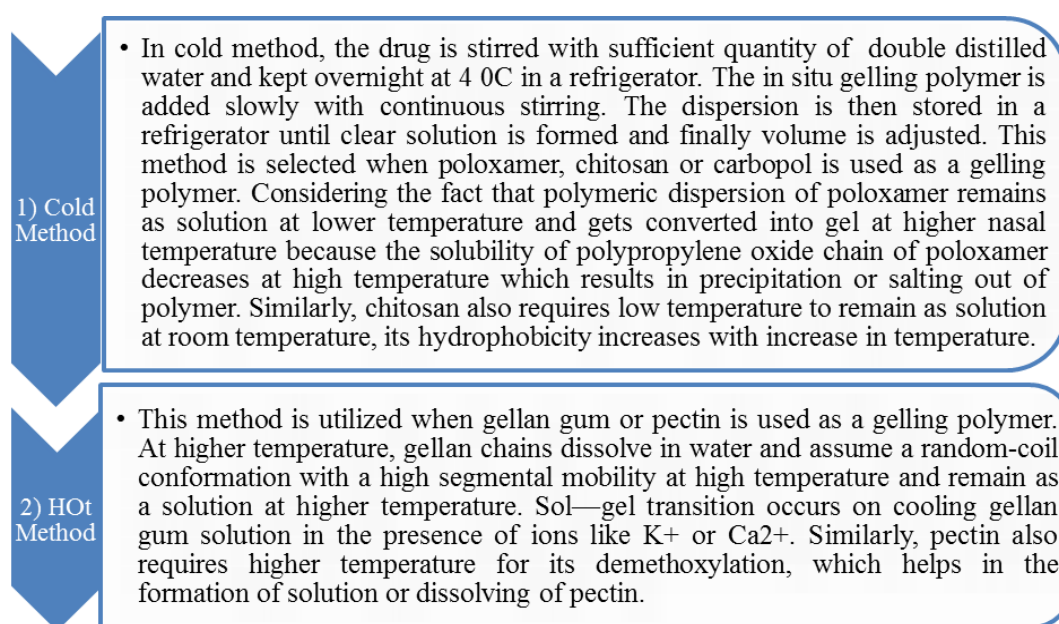 1) Cold
Method
• In cold method, the drug is stirred with sufficient quantity of double distilled
water and kept overnight at 4 0C in a refrigerator. The in situ gelling polymer is
added slowly with continuous stirring. The dispersion is then stored in a
refrigerator until clear solution is formed and finally volume is adjusted. This
method is selected when poloxamer, chitosan or carbopol is used as a gelling
polymer. Considering the fact that polymeric dispersion of poloxamer remains
as solution at lower temperature and gets converted into gel at higher nasal
temperature because the solubility of polypropylene oxide chain of poloxamer
decreases at high temperature which results in precipitation or salting out of
polymer. Similarly, chitosan also requires low temperature to remain as solution
at room temperature, its hydrophobicity increases with increase in temperature.
2) HOt
Method
• This method is utilized when gellan gum or pectin is used as a gelling polymer.
At higher temperature, gellan chains dissolve in water and assume a random-coil
conformation with a high segmental mobility at high temperature and remain as
a solution at higher temperature. Sol—gel transition occurs on cooling gellan
gum solution in the presence of ions like K+ or Ca2+. Similarly, pectin also
requires higher temperature for its demethoxylation, which helps in the
formation of solution or dissolving of pectin.